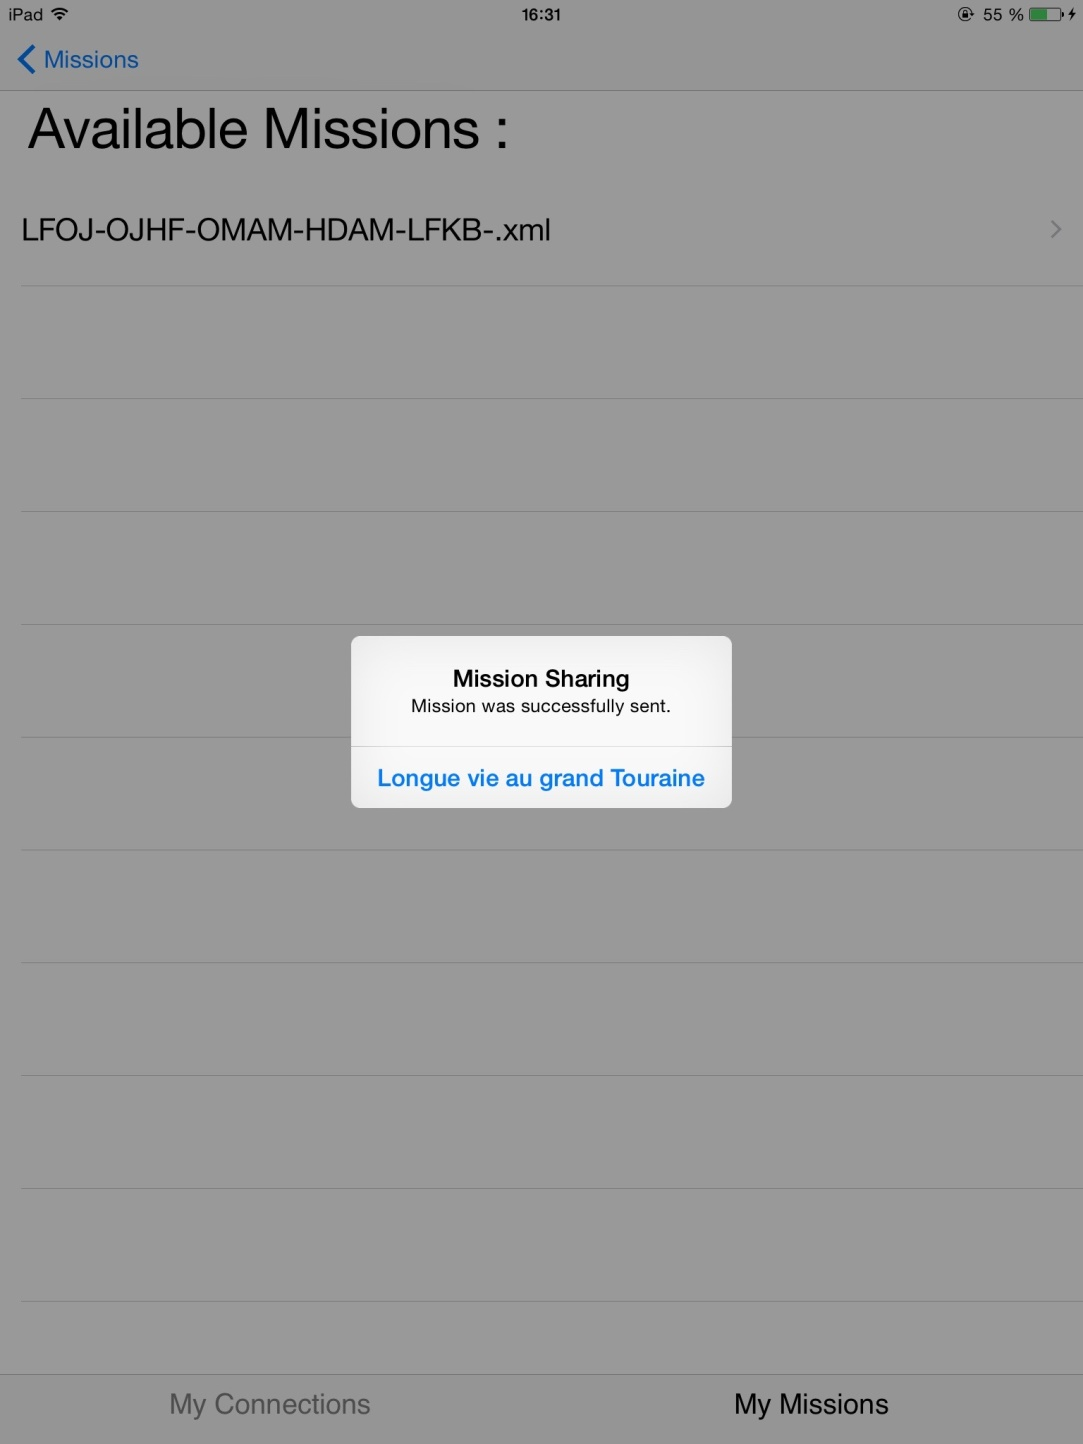 iPad 16:31 55 %
Missions
Available Missions :
LFOJ-OJHF-OMAM-HDAM-LFKB-.xml
Mission Sharing
Mission was successfully sent.
Longue vie au grand Touraine
My Connections My Missions